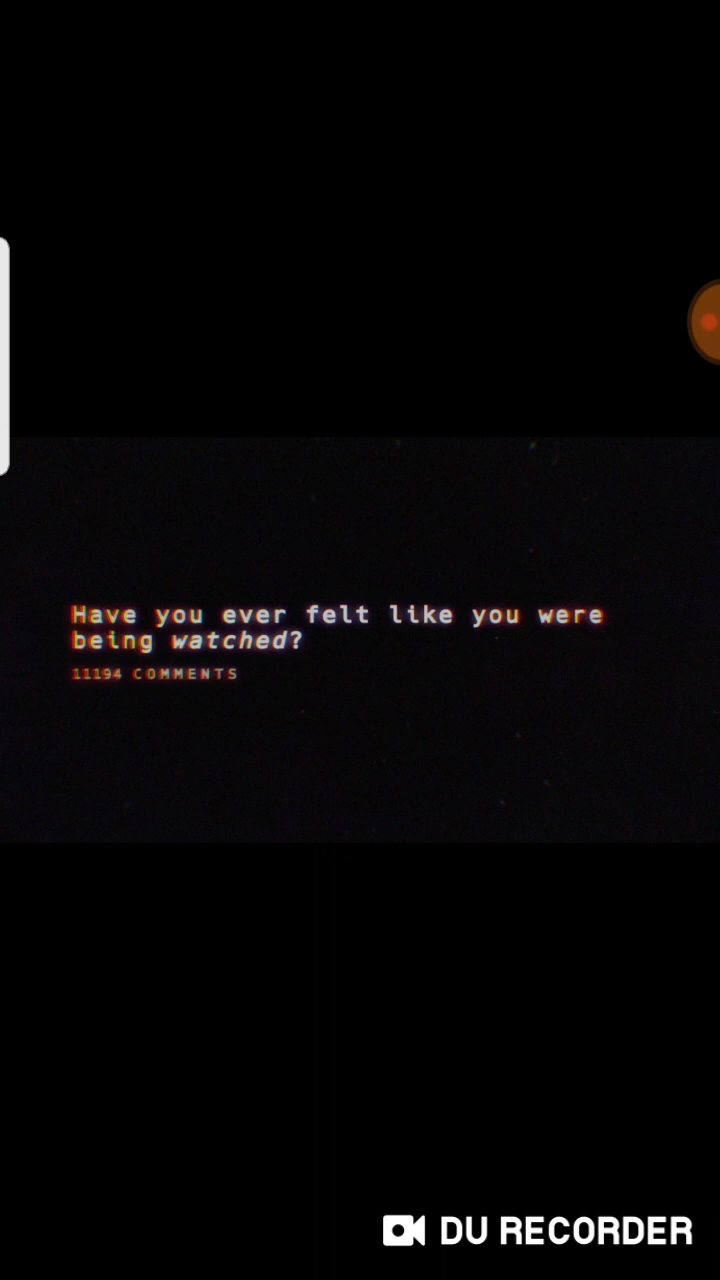 Have you ever felt like you were
being watched?
11194 COMMENTS
DU RECORDER